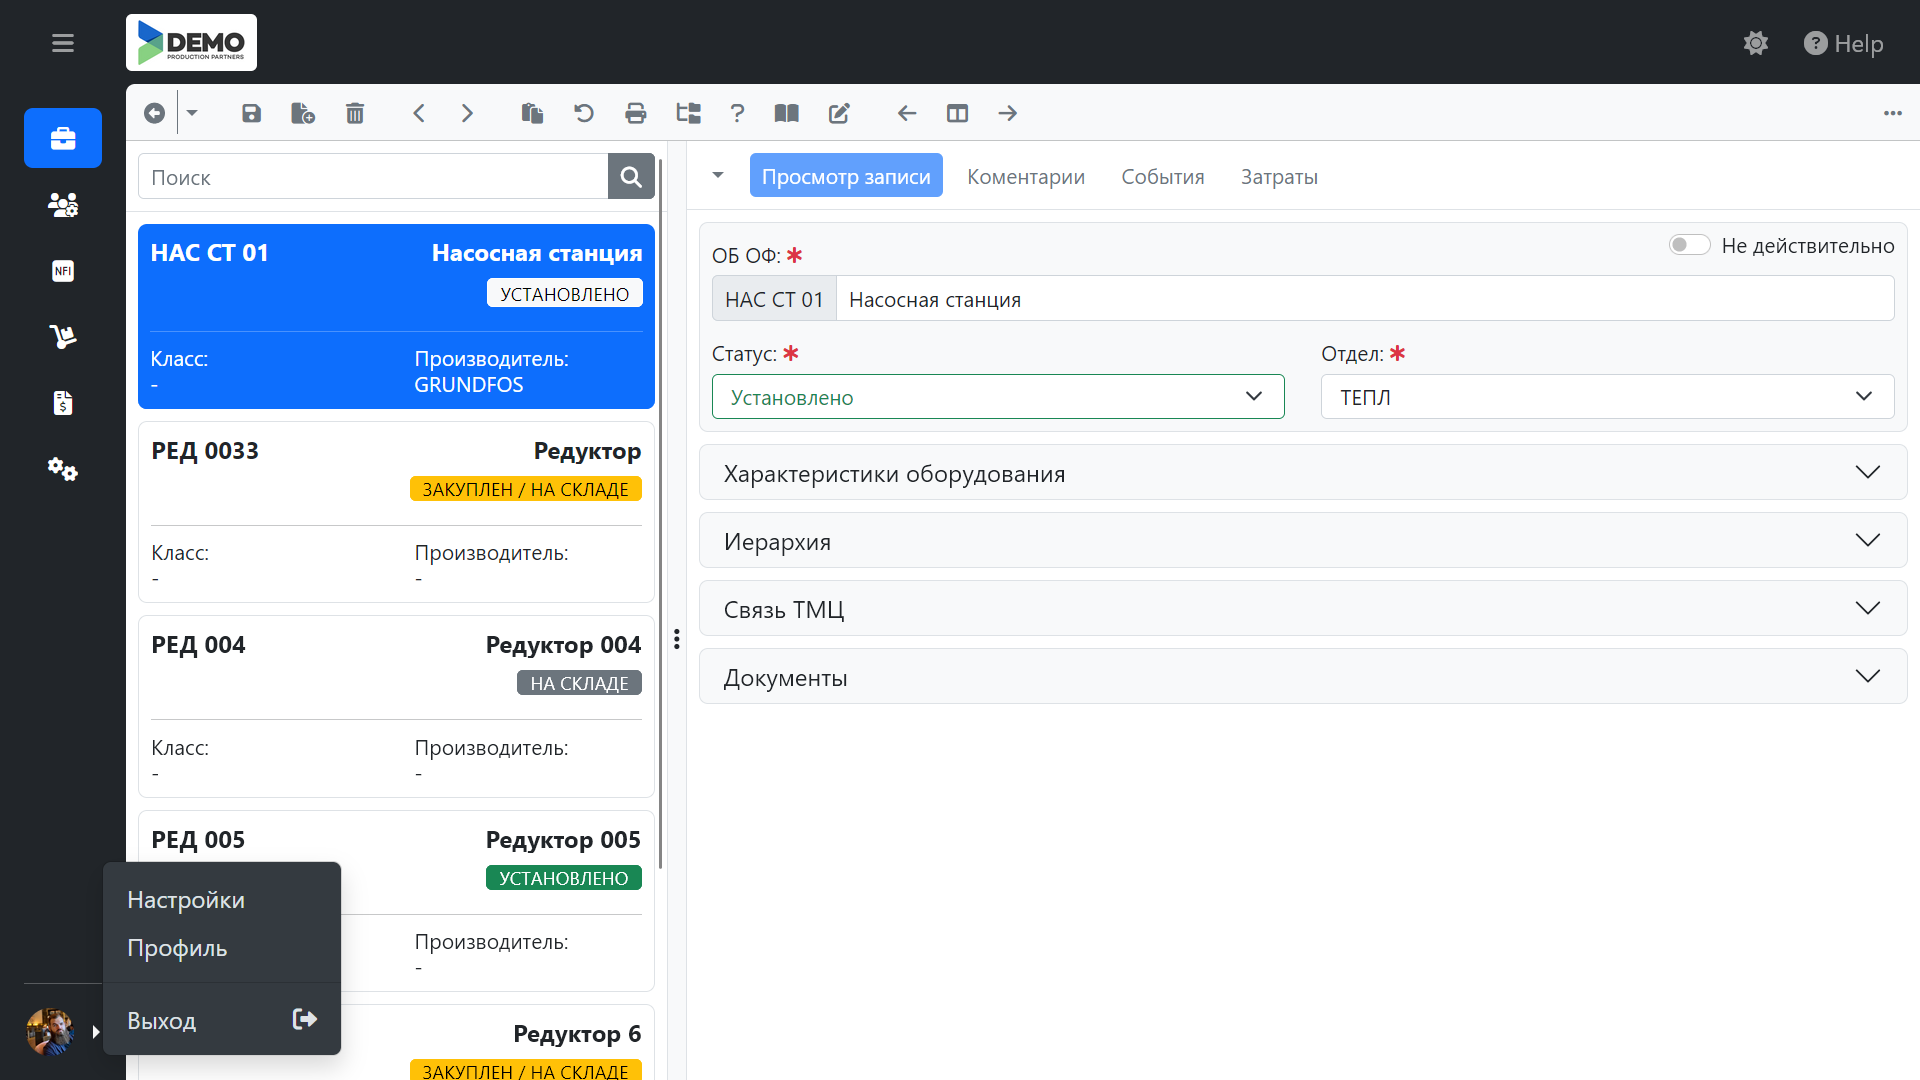 DEMO
PRODUCTION PARTNERS
Help
Поиск
НАС СТ 01 Насосная станция
УСТАНОВЛЕНО
Класс: Производитель:
- GRUNDFOS
РЕД 0033 Редуктор
ЗАКУПЛЕН / НА СКЛАДЕ
Класс: Производитель:
- -
РЕД 004 Редуктор 004
НА СКЛАДЕ
Класс: Производитель:
- -
РЕД 005 Редуктор 005
УСТАНОВЛЕНО
Производитель:
-
Редуктор 6
ЗАКУПЛЕН / НА СКЛАДЕ
NFI
Настройки
Профиль
Выход
Просмотр записи Коментарии События Затраты
ОБ ОФ: Не действительно
НАС СТ 01 Насосная станция
Статус: Отдел:
Установлено ТЕПЛ
Характеристики оборудования
Иерархия
Связь ТМЦ
Документы